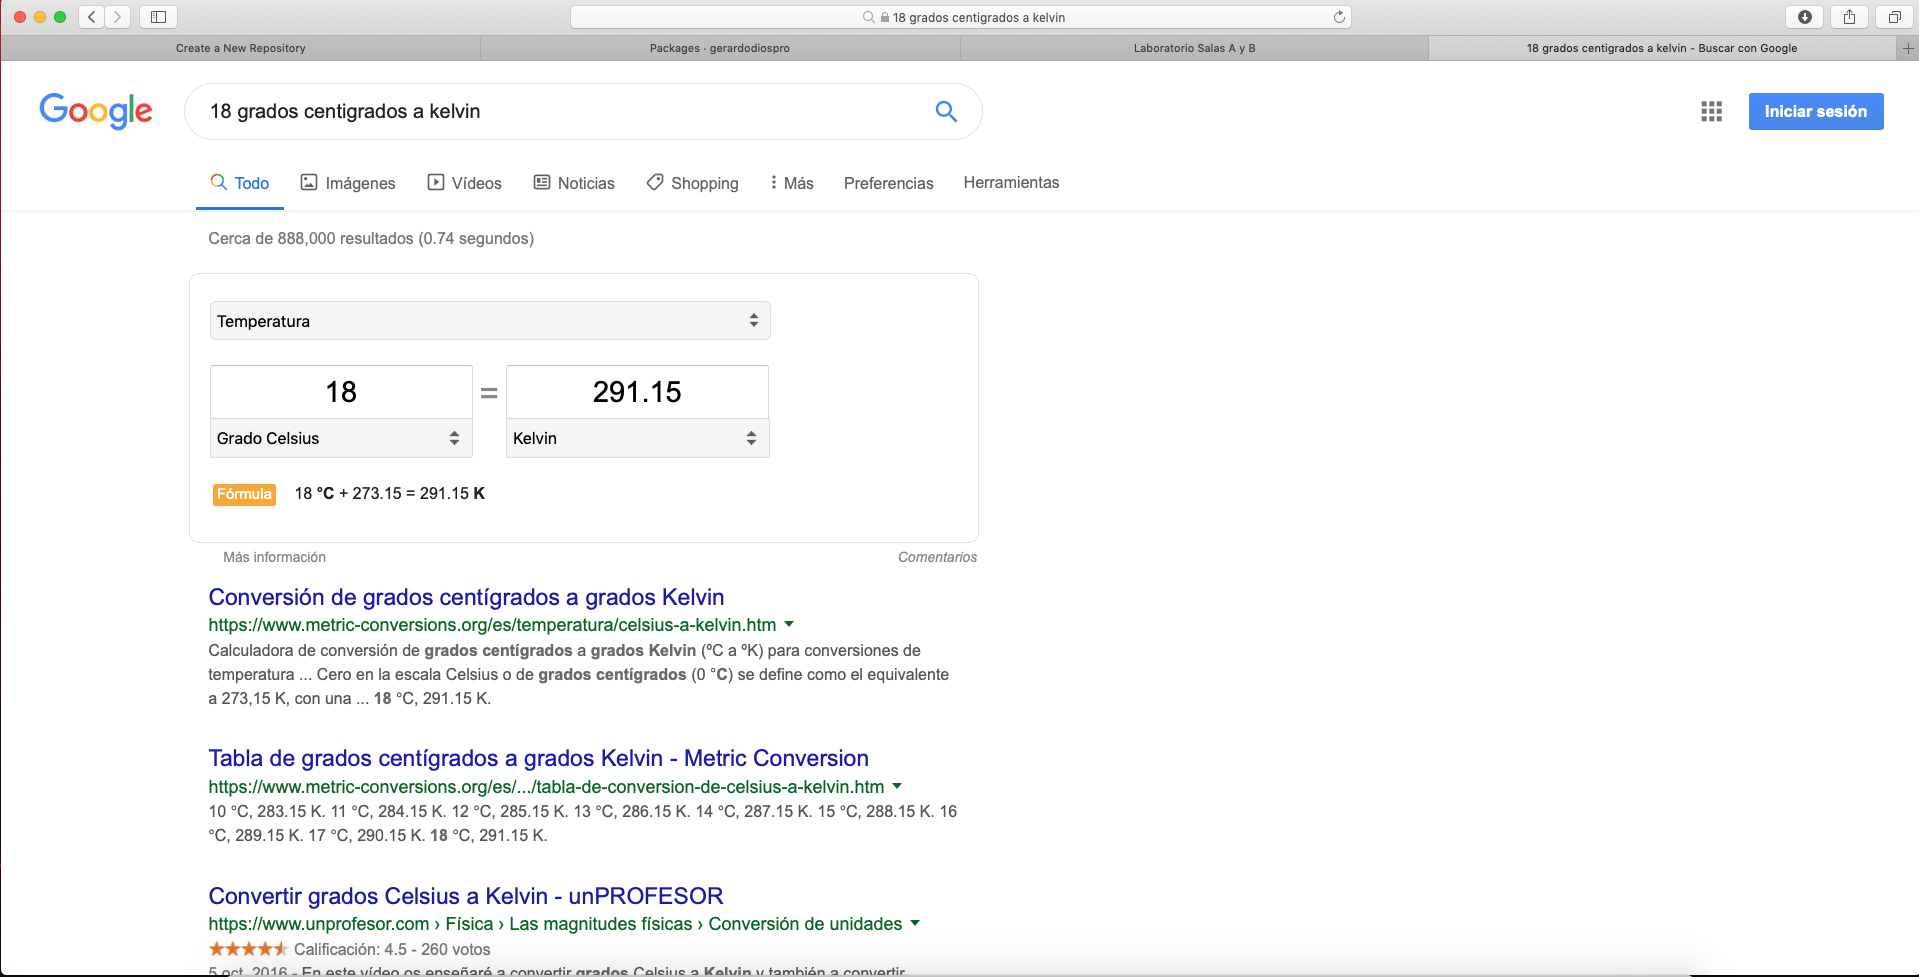 18 grados centigrados a kelvin
Create a New Repository
Packages · gerardodiospro
Laboratorio Salas A y B
18 grados centigrados a kelvin - Buscar con Google
Google
18 grados centigrados a kelvin
Iniciar sesión
Todo
Imágenes
Vídeos
Noticias
Shopping
Más
Preferencias
Herramientas
Cerca de 888,000 resultados (0.74 segundos)
Temperatura
18 = 291.15
Grado Celsius
Kelvin
Fórmula 18 °C + 273.15 = 291.15 K
Más información
Comentarios
Conversión de grados centígrados a grados Kelvin
https://www.metric-conversions.org/es/temperatura/celsius-a-kelvin.htm
Calculadora de conversión de grados centígrados a grados Kelvin (ºC a ºK) para conversiones de
temperatura ... Cero en la escala Celsius o de grados centígrados (0 °C) se define como el equivalente
a 273,15 K, con una ... 18 °C, 291.15 K.
Tabla de grados centígrados a grados Kelvin - Metric Conversion
https://www.metric-conversions.org/es/.../tabla-de-conversion-de-celsius-a-kelvin.htm
10 °C, 283.15 K. 11 °C, 284.15 K. 12 °C, 285.15 K. 13 °C, 286.15 K. 14 °C, 287.15 K. 15 °C, 288.15 K. 16
°C, 289.15 K. 17 °C, 290.15 K. 18 °C, 291.15 K.
Convertir grados Celsius a Kelvin - unPROFESOR
https://www.unprofesor.com › Física › Las magnitudes físicas › Conversión de unidades
Calificación: 4.5 - 260 votos
5 oct. 2016 - En este vídeo os enseñaré a convertir grados Celsius a Kelvin y también a convertir